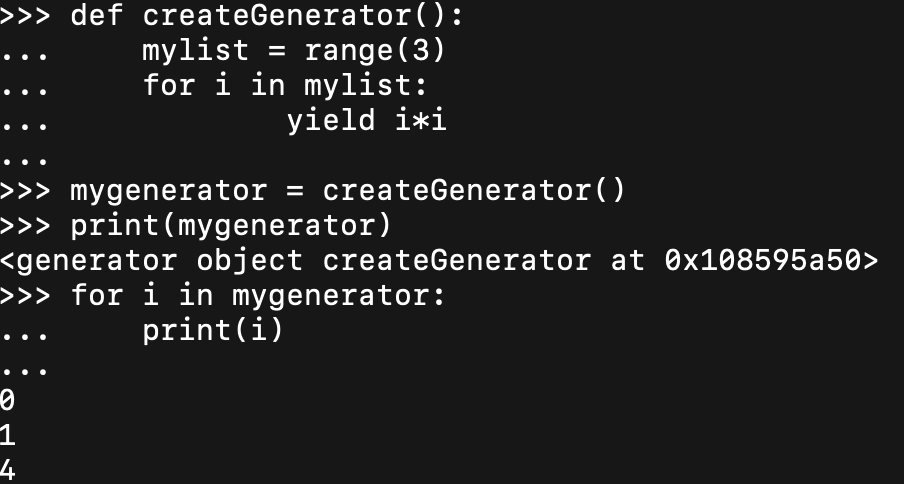 >>> def createGenerator():
...     mylist = range(3)
...     for i in mylist:
...             yield i*i
...
>>> mygenerator = createGenerator()
>>> print(mygenerator)
<generator object createGenerator at 0x108595a50>
>>> for i in mygenerator:
...     print(i)
...
0
1
4